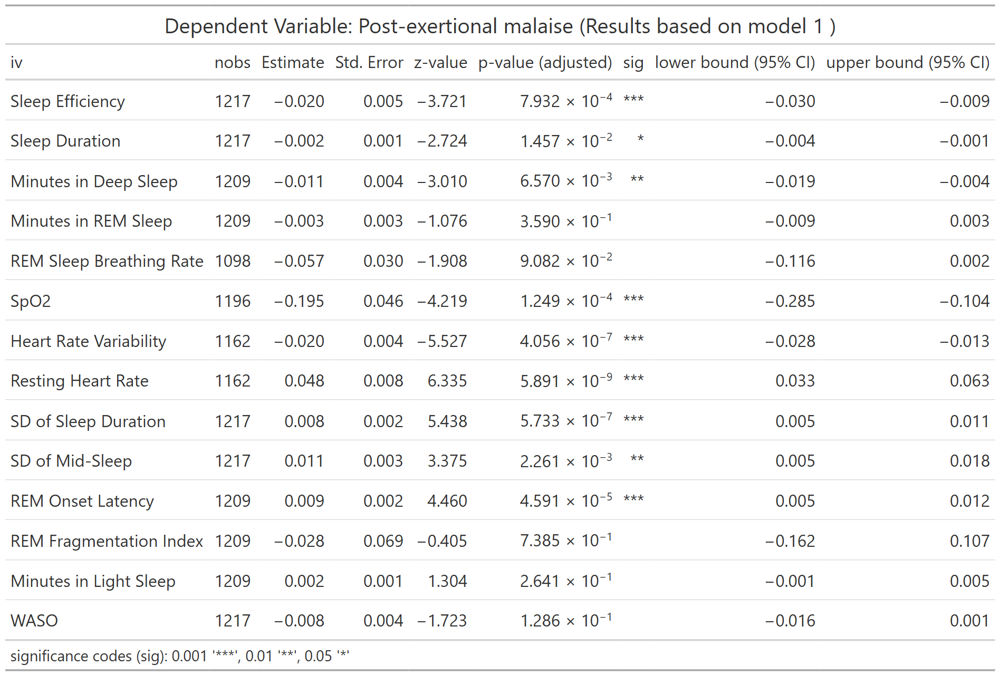 Dependent Variable: Post-exertional malaise (Results based on model 1 )
iv nobs Estimate Std. Error z-value p-value (adjusted) sig lower bound (95% CI) upper bound (95% CI)
Sleep Efficiency 1217 −0.020 0.005 −3.721 7.932 × 10⁻⁴ *** −0.030 −0.009
Sleep Duration 1217 −0.002 0.001 −2.724 1.457 × 10⁻² * −0.004 −0.001
Minutes in Deep Sleep 1209 −0.011 0.004 −3.010 6.570 × 10⁻³ ** −0.019 −0.004
Minutes in REM Sleep 1209 −0.003 0.003 −1.076 3.590 × 10⁻¹ −0.009 0.003
REM Sleep Breathing Rate 1098 −0.057 0.030 −1.908 9.082 × 10⁻² −0.116 0.002
SpO2 1196 −0.195 0.046 −4.219 1.249 × 10⁻⁴ *** −0.285 −0.104
Heart Rate Variability 1162 −0.020 0.004 −5.527 4.056 × 10⁻⁷ *** −0.028 −0.013
Resting Heart Rate 1162 0.048 0.008 6.335 5.891 × 10⁻⁹ *** 0.033 0.063
SD of Sleep Duration 1217 0.008 0.002 5.438 5.733 × 10⁻⁷ *** 0.005 0.011
SD of Mid-Sleep 1217 0.011 0.003 3.375 2.261 × 10⁻³ ** 0.005 0.018
REM Onset Latency 1209 0.009 0.002 4.460 4.591 × 10⁻⁵ *** 0.005 0.012
REM Fragmentation Index 1209 −0.028 0.069 −0.405 7.385 × 10⁻¹ −0.162 0.107
Minutes in Light Sleep 1209 0.002 0.001 1.304 2.641 × 10⁻¹ −0.001 0.005
WASO 1217 −0.008 0.004 −1.723 1.286 × 10⁻¹ −0.016 0.001
significance codes (sig): 0.001 '***', 0.01 '**', 0.05 '*'